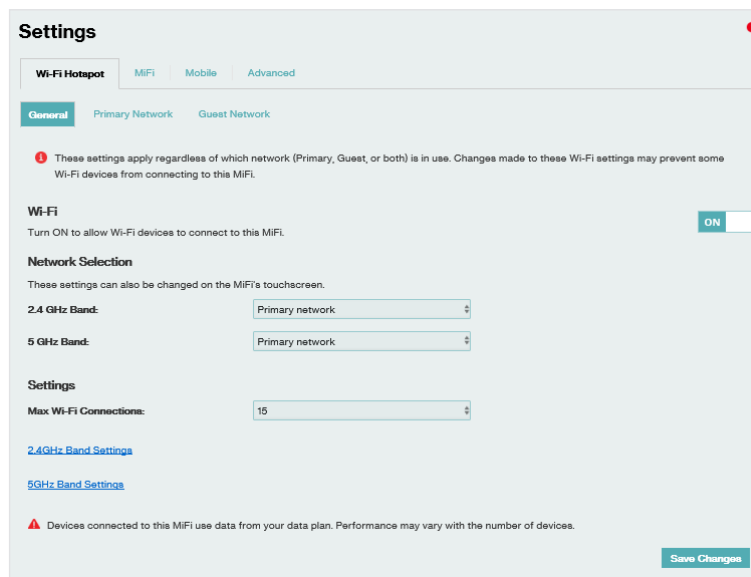 Settings
Wi-Fi Hotspot MiFi Mobile Advanced
General Primary Network Guest Network
These settings apply regardless of which network (Primary, Guest, or both) is in use. Changes made to these Wi-Fi settings may prevent some
Wi-Fi devices from connecting to this MiFi.
Wi-Fi
Turn ON to allow Wi-Fi devices to connect to this MiFi.
ON
Network Selection
These settings can also be changed on the MiFi's touchscreen.
2.4 GHz Band: Primary network
5 GHz Band: Primary network
Settings
Max Wi-Fi Connections: 15
2.4GHz Band Settings
5GHz Band Settings
Devices connected to this MiFi use data from your data plan. Performance may vary with the number of devices.
Save Changes